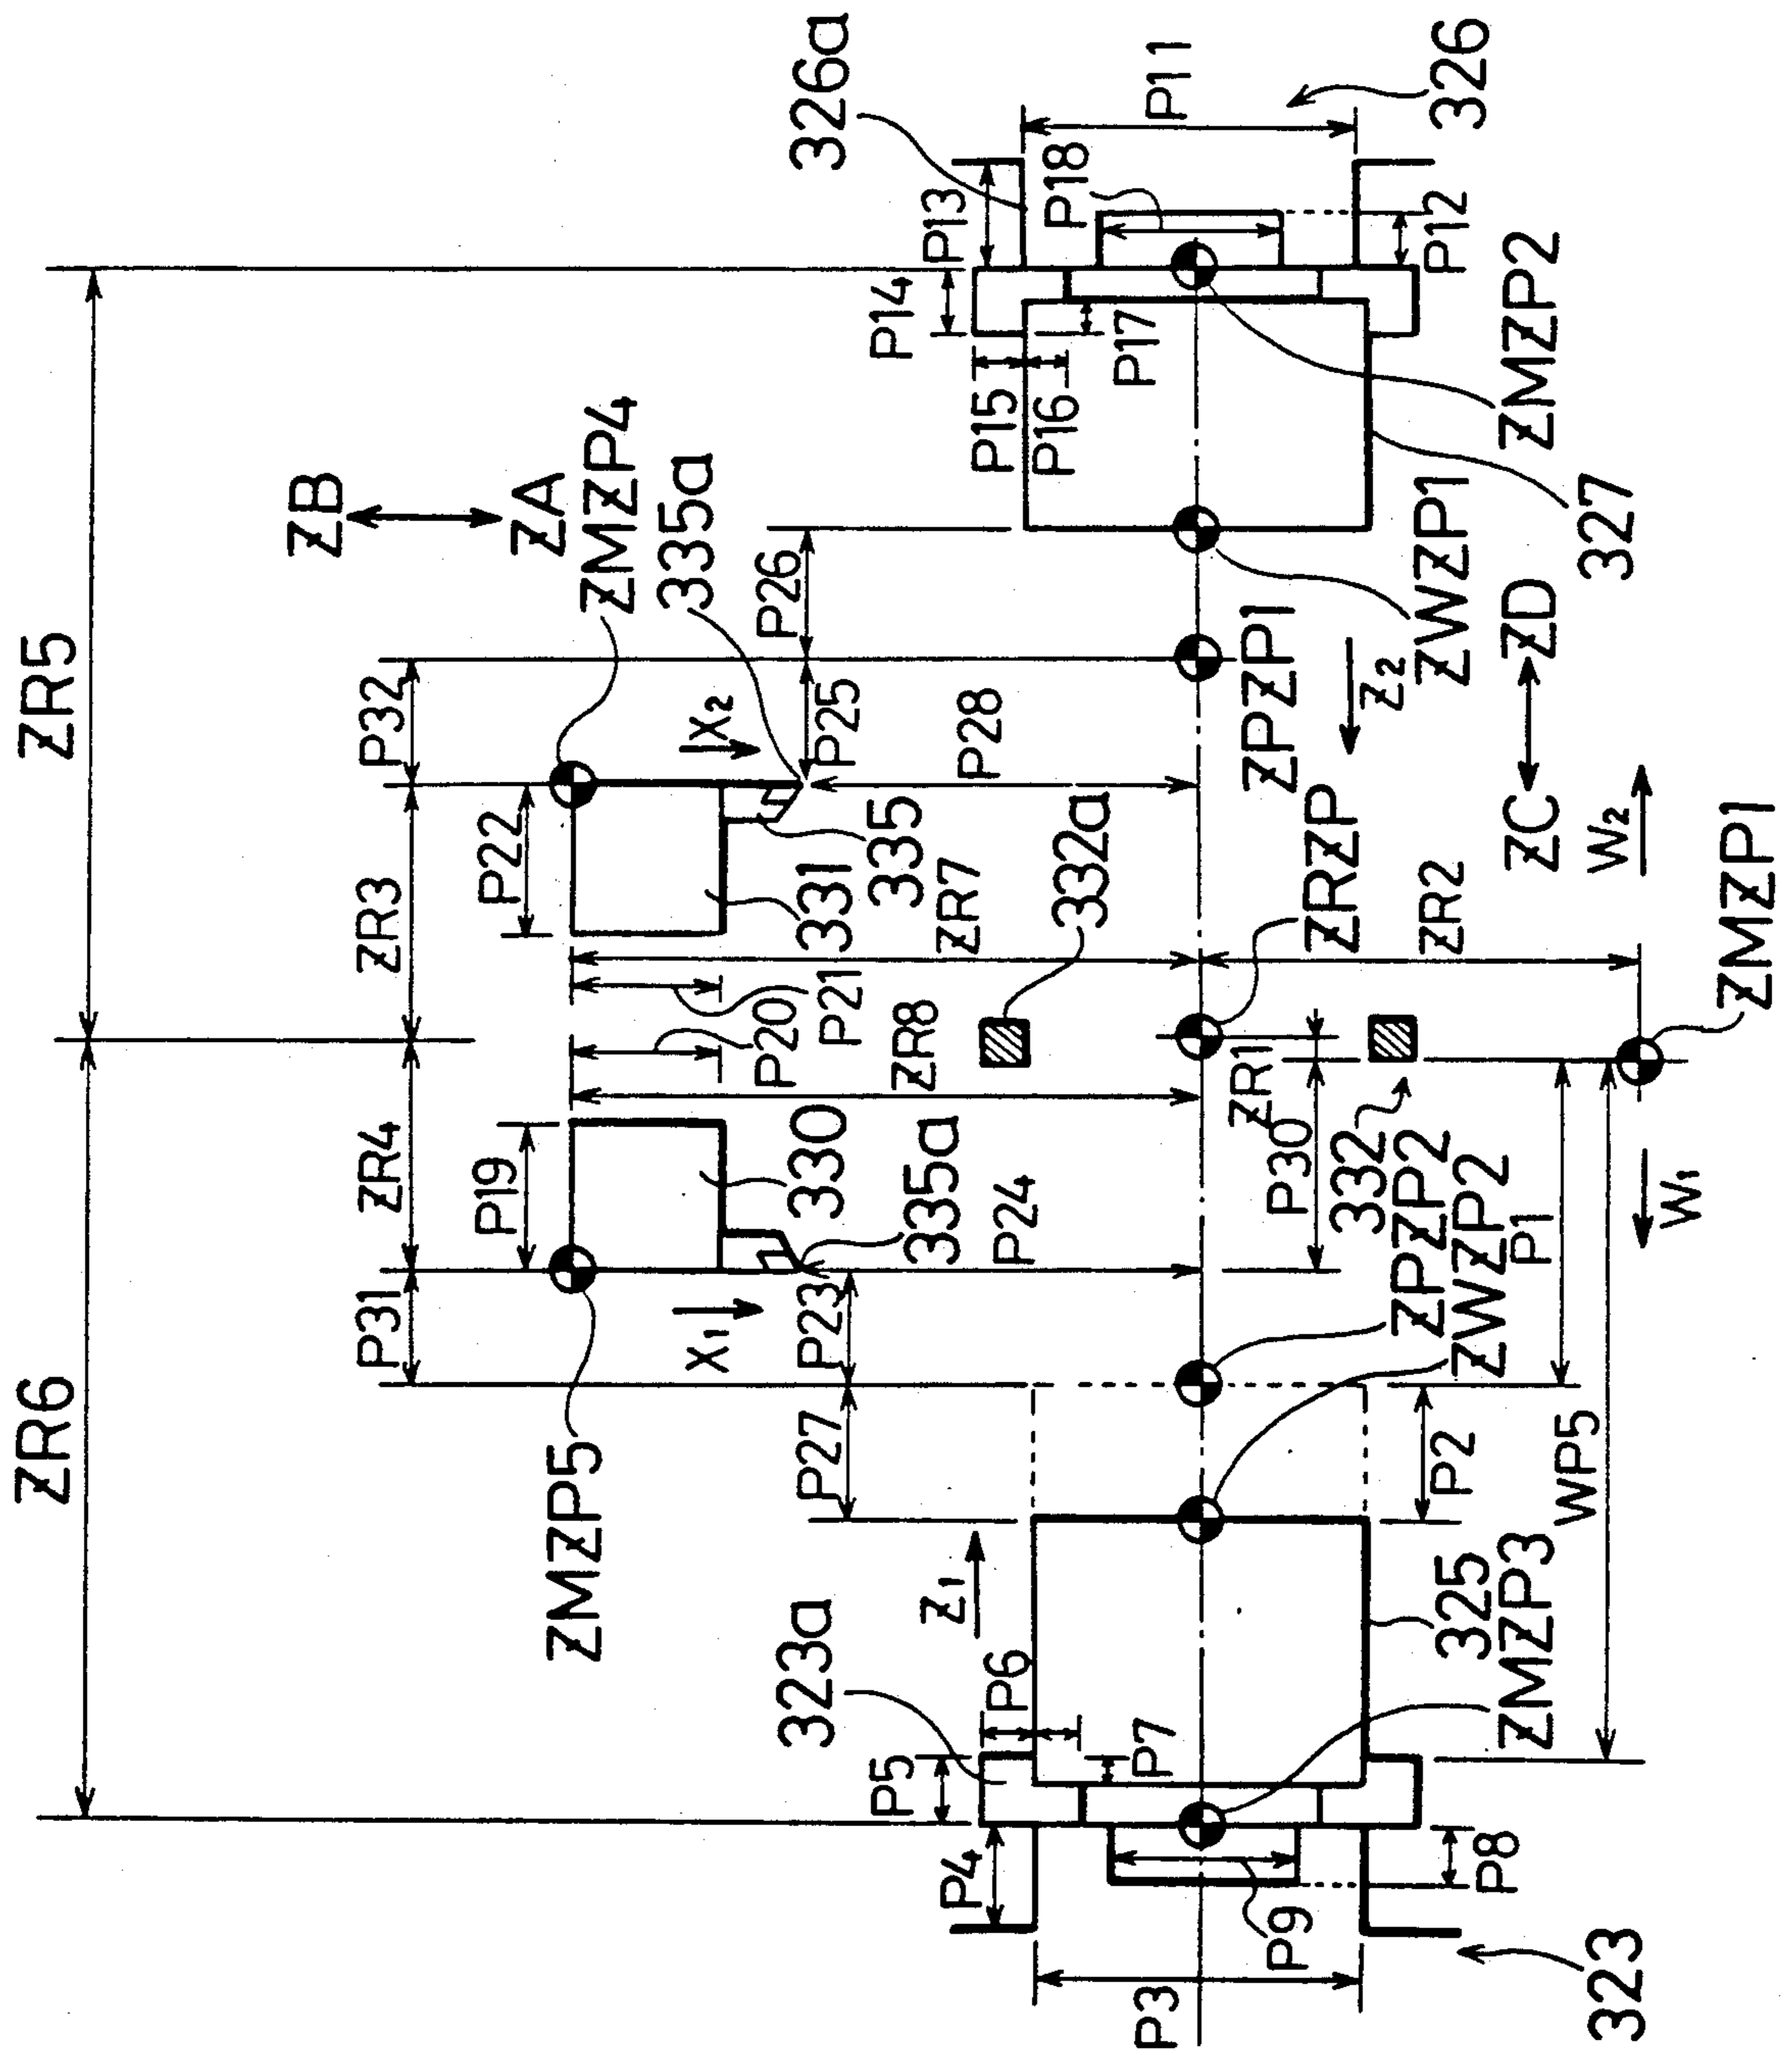 ZR6
ZR5
P31
ZR4
ZR3
P32
P19
P22
ZB
ZA
ZMZP5
ZMZP4
X1
X2
335a
P20
P21
330
331
335
P27
P23
P25
P26
323a
Z1
335a
P24
ZR8
ZR7
P28
332a
P5
P6
P4
P7
P14
P13
326a
P15
P16
P17
P18
P11
P3
P9
P8
P12
326
ZR1
P30
ZRZP
ZPZP1
Z2
332
ZPZP2
ZWZP2
ZWZP1
ZR2
P2
P1
325
ZMZP3
WP5
ZC
ZD
ZMZP2
327
323
W1
W2
ZMZP1